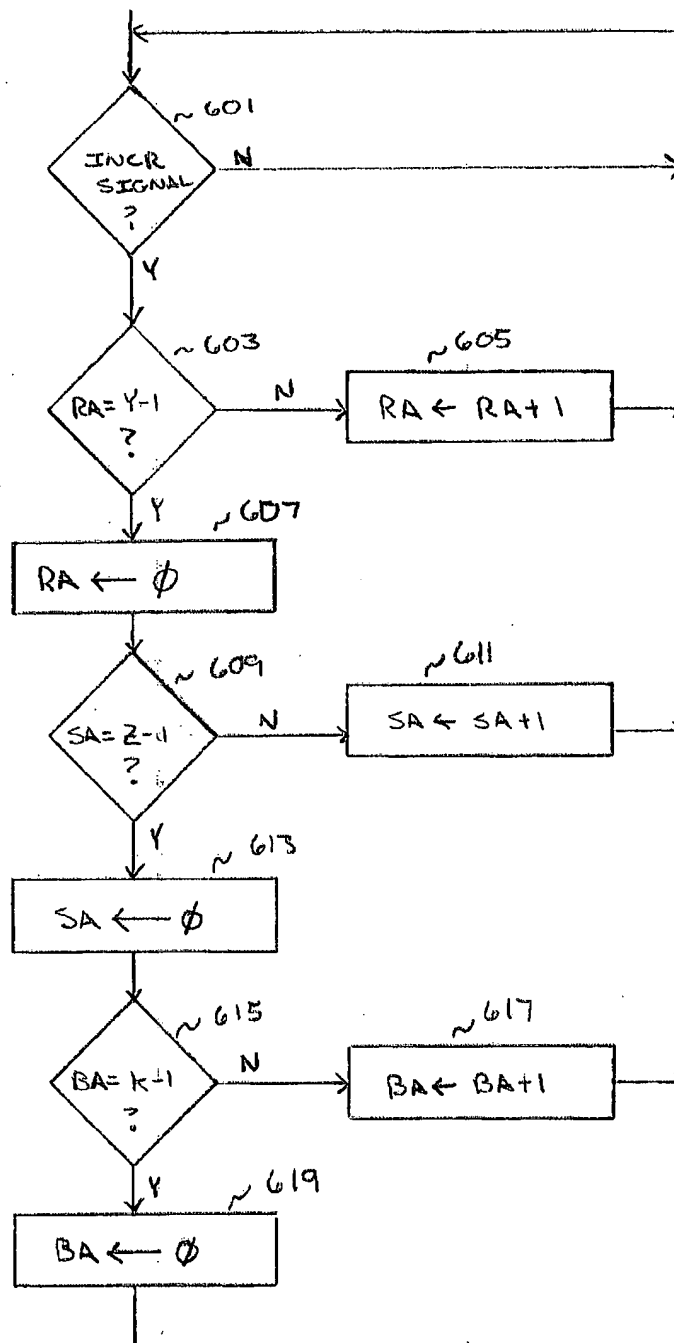 ~ 601
INCR
SIGNAL
?
N
Y
~ 603
RA = Y-1
?
N
~ 605
RA ← RA+1
Y
~ 607
RA ← ∅
~ 609
SA = Z-1
?
N
~ 611
SA ← SA+1
Y
~ 613
SA ← ∅
~ 615
BA = K-1
?
N
~ 617
BA ← BA+1
Y
~ 619
BA ← ∅